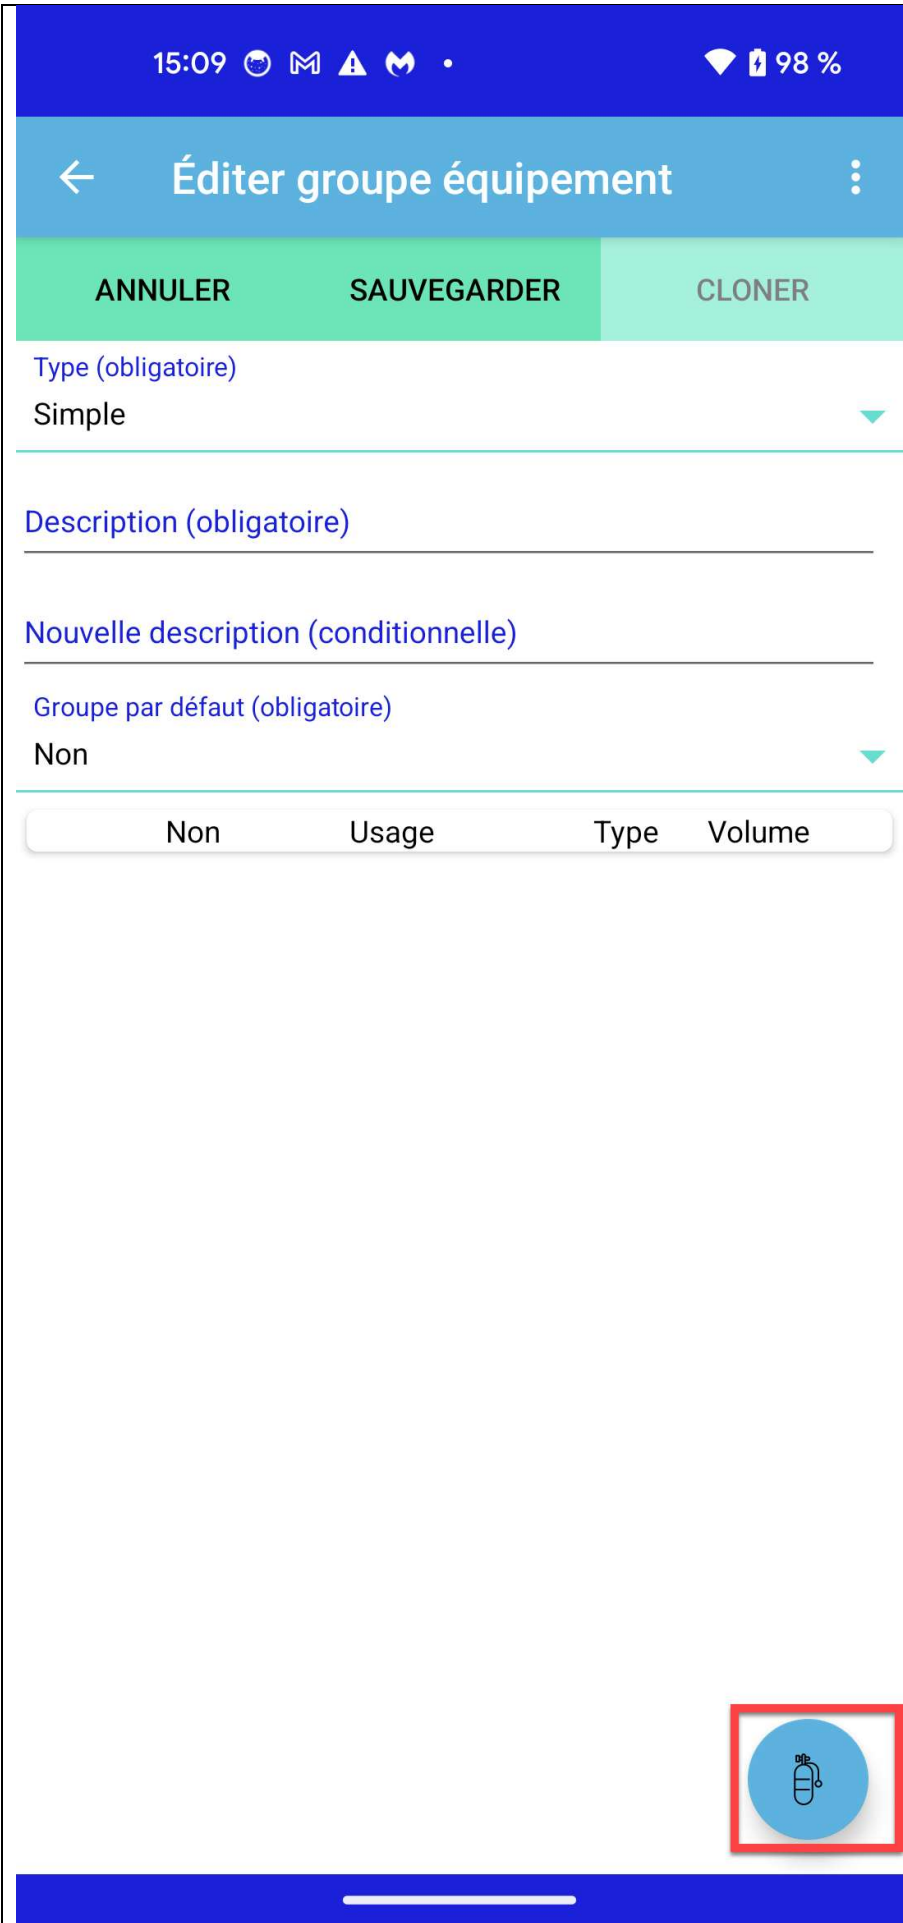 15:09 98 %
Éditer groupe équipement
ANNULER SAUVEGARDER CLONER
Type (obligatoire)
Simple
Description (obligatoire)
Nouvelle description (conditionnelle)
Groupe par défaut (obligatoire)
Non
Non Usage Type Volume